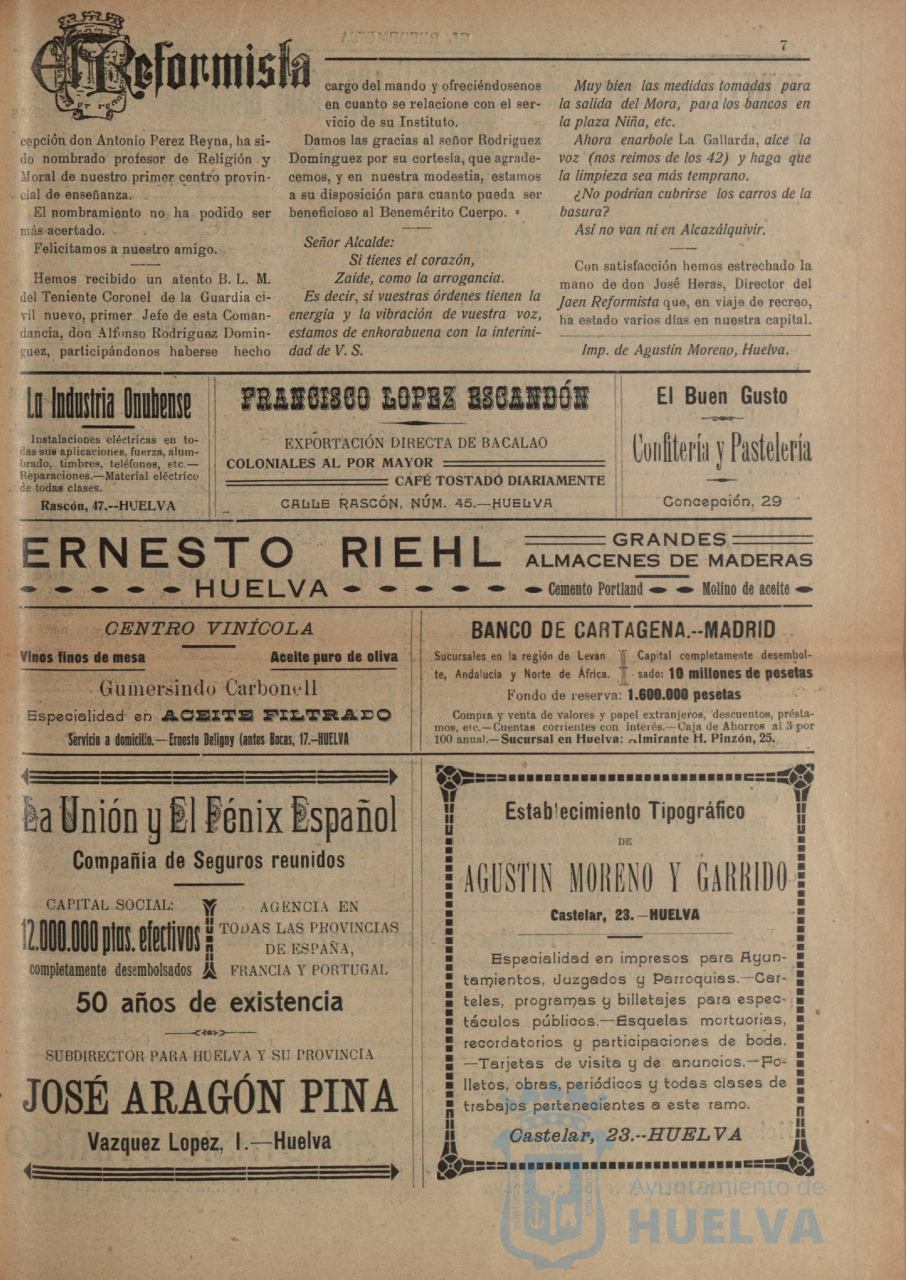 7
El Reformista
cepción don Antonio Perez Reyna, ha si-
do nombrado profesor de Religión y
Moral de nuestro primer centro provin-
cial de enseñanza.
El nombramiento no ha podido ser
más acertado.
Felicitamos a nuestro amigo.
Hemos recibido un atento B. L. M.
del Teniente Coronel de la Guardia ci-
vil nuevo, primer Jefe de esta Coman-
dancia, don Alfonso Rodriguez Domin-
guez, participándonos haberse hecho
cargo del mando y ofreciéndosenos
en cuanto se relacione con el ser-
vicio de su Instituto.
Damos las gracias al señor Rodriguez
Dominguez por su cortesía, que agrade-
cemos, y en nuestra modestia, estamos
a su disposición para cuanto pueda ser
beneficioso al Benemérito Cuerpo.
Señor Alcalde:
Si tienes el corazón,
Zaide, como la arrogancia.
Es decir, si vuestras órdenes tienen la
energía y la vibración de vuestra voz,
estamos de enhorabuena con la interini-
dad de V. S.
Muy bien las medidas tomadas para
la salida del Mora, para los bancos en
la plaza Niña, etc.
Ahora enarbole La Gallarda, alce la
voz (nos reimos de los 42) y haga que
la limpieza sea más temprano.
¿No podrían cubrirse los carros de la
basura?
Así no van ni en Alcazálquivir.
Con satisfacción hemos estrechado la
mano de don José Heras, Director del
Jaen Reformista que, en viaje de recreo,
ha estado varios días en nuestra capital.
Imp. de Agustín Moreno, Huelva.
La Industria Onubense
Instalaciones eléctricas en to-
das sus aplicaciones, fuerza, alum-
brado, timbres, teléfonos, etc.—
Reparaciones.—Material eléctrico
de todas clases.
Rascón, 47.--HUELVA
FRANCISCO LOPEZ ESCANDÓN
EXPORTACIÓN DIRECTA DE BACALAO
COLONIALES AL POR MAYOR
CAFÉ TOSTADO DIARIAMENTE
CALLE RASCÓN, NÚM. 45.—HUELVA
El Buen Gusto
Confitería y Pastelería
Concepción, 29
ERNESTO RIEHL
HUELVA
GRANDES
ALMACENES DE MADERAS
Cemento Portland
Molino de aceite
CENTRO VINÍCOLA
Vinos finos de mesa
Aceite puro de oliva
Gumersindo Carbonell
Especialidad en ACEITE FILTRADO
Servicio a domicilio.—Ernesto Deligny (antes Bocas, 17.--HUELVA
BANCO DE CARTAGENA.--MADRID
Sucursales en la región de Levan
te, Andalucia y Norte de África.
Capital completamente desembol-
sado: 10 millones de pesetas
Fondo de reserva: 1.600.000 pesetas
Compra y venta de valores y papel extranjeros, descuentos, présta-
mos, etc.—Cuentas corrientes con interés.—Caja de Ahorros al 3 por
100 anual.—Sucursal en Huelva: Almirante H. Pinzón, 25.
La Unión y El Fénix Español
Compañía de Seguros reunidos
CAPITAL SOCIAL:
12.000.000 ptas. efectivos
completamente desembolsados
AGENCIA EN
TODAS LAS PROVINCIAS
DE ESPAÑA,
FRANCIA Y PORTUGAL
50 años de existencia
SUBDIRECTOR PARA HUELVA Y SU PROVINCIA
JOSÉ ARAGÓN PINA
Vazquez Lopez, 1.—Huelva
Establecimiento Tipográfico
DE
AGUSTIN MORENO Y GARRIDO
Castelar, 23.—HUELVA
Especialidad en impresos para Ayun-
tamientos, Juzgados y Parroquias.—Car-
teles, programas y billetajes para espec-
táculos públicos.—Esquelas mortuorias,
recordatorios y participaciones de boda.
—Tarjetas de visita y de anuncios.—Fo-
lletos, obras, periódicos y todas clases de
trabajos pertenecientes a este ramo.
Castelar, 23.--HUELVA
Ayuntamiento de
HUELVA